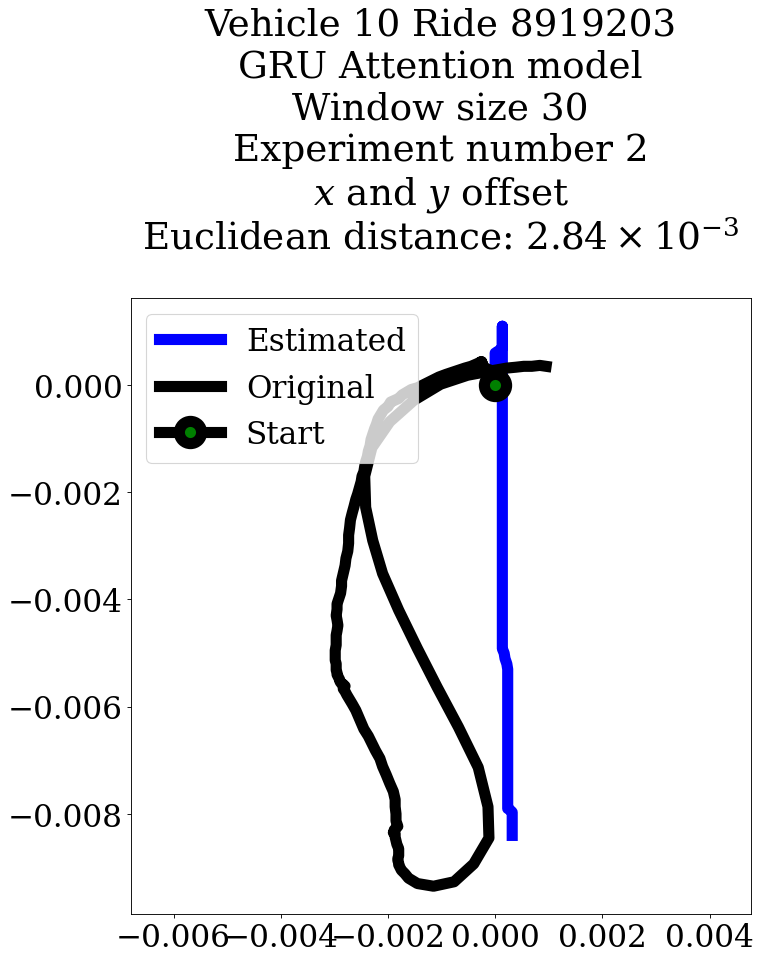 Vehicle 10 Ride 8919203
GRU Attention model
Window size 30
Experiment number 2
x and y offset
Euclidean distance: 2.84 × 10⁻³
Estimated
Original
Start
0.000
−0.002
−0.004
−0.006
−0.008
−0.006 −0.004 −0.002 0.000 0.002 0.004